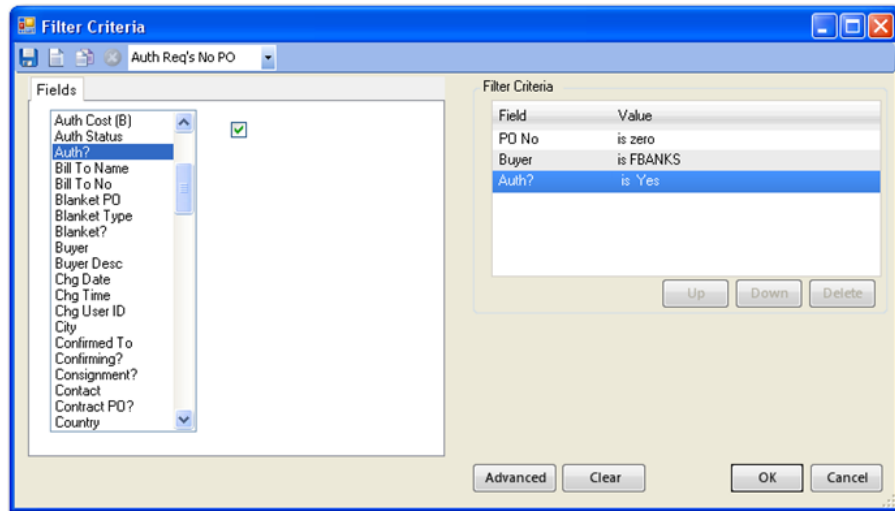 Filter Criteria
Auth Req's No PO
Fields
Auth Cost (B)
Auth Status
Auth?
Bill To Name
Bill To No
Blanket PO
Blanket Type
Blanket?
Buyer
Buyer Desc
Chg Date
Chg Time
Chg User ID
City
Confirmed To
Confirming?
Consignment?
Contact
Contract PO?
Country
Filter Criteria
Field Value
PO No is zero
Buyer is FBANKS
Auth? is Yes
Up Down Delete
Advanced Clear OK Cancel